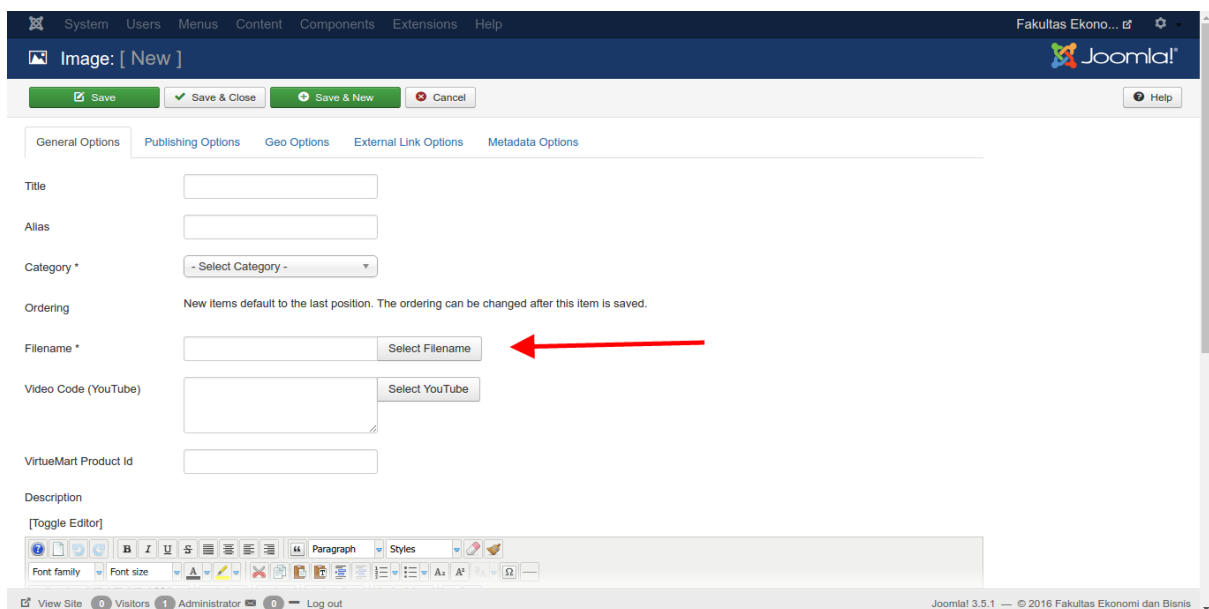 System Users Menus Content Components Extensions Help Fakultas Ekono...
Image: [ New ] Joomla!®
Save Save & Close Save & New Cancel Help
General Options Publishing Options Geo Options External Link Options Metadata Options
Title
Alias
Category * - Select Category -
Ordering New items default to the last position. The ordering can be changed after this item is saved.
Filename * Select Filename
Video Code (YouTube) Select YouTube
VirtueMart Product Id
Description
[Toggle Editor]
B I U S Paragraph Styles
Font family Font size A A₂ A² Ω
View Site 0 Visitors 1 Administrator 0 Log out Joomla! 3.5.1 — © 2016 Fakultas Ekonomi dan Bisnis